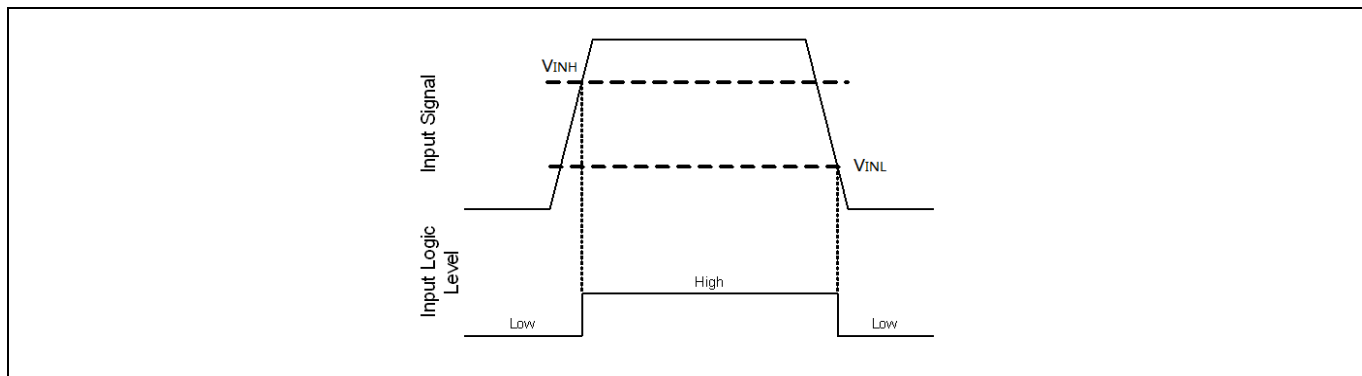 VINH
Input Signal
VINL
Input Logic
Level
High
Low
Low